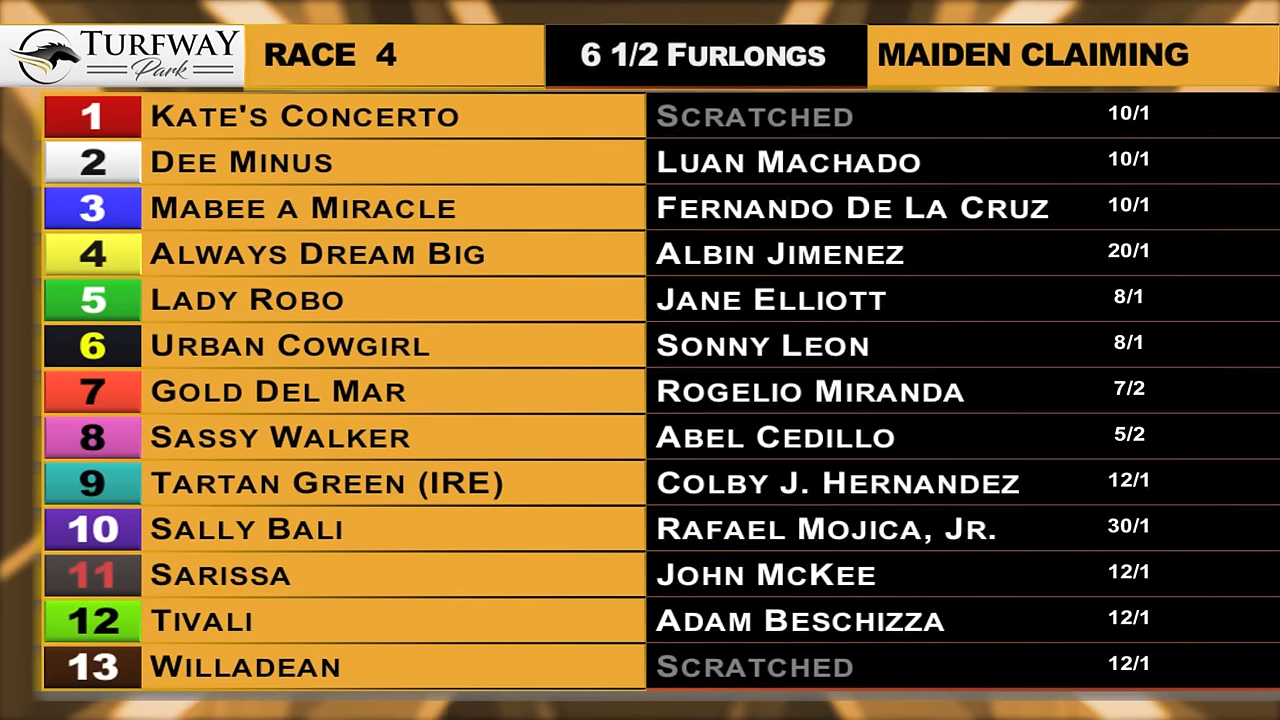 TURFWAY Park RACE 4 6 1/2 FURLONGS MAIDEN CLAIMING
1 KATE'S CONCERTO SCRATCHED 10/1
2 DEE MINUS LUAN MACHADO 10/1
3 MABEE A MIRACLE FERNANDO DE LA CRUZ 10/1
4 ALWAYS DREAM BIG ALBIN JIMENEZ 20/1
5 LADY ROBO JANE ELLIOTT 8/1
6 URBAN COWGIRL SONNY LEON 8/1
7 GOLD DEL MAR ROGELIO MIRANDA 7/2
8 SASSY WALKER ABEL CEDILLO 5/2
9 TARTAN GREEN (IRE) COLBY J. HERNANDEZ 12/1
10 SALLY BALI RAFAEL MOJICA, JR. 30/1
11 SARISSA JOHN MCKEE 12/1
12 TIVALI ADAM BESCHIZZA 12/1
13 WILLADEAN SCRATCHED 12/1